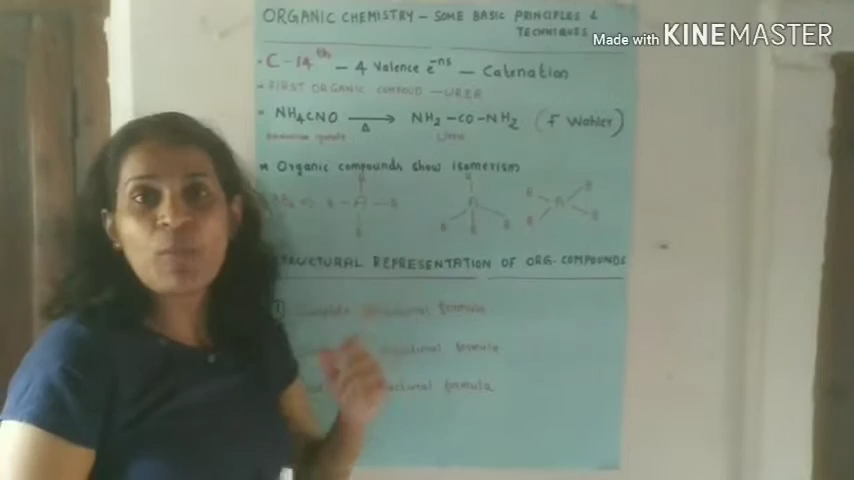 ORGANIC CHEMISTRY – SOME BASIC PRINCIPLES &
TECHNIQUES
Made with KINEMASTER
• C – 14th – 4 Valence e-ns – Catenation
• FIRST ORGANIC COMPOUND – UREA
• NH4CNO → Δ NH2 – CO – NH2 (F Wohler)
Urea
• Organic compounds show isomerism
STRUCTURAL REPRESENTATION OF ORG. COMPOUNDS
① Complete structural formula
formula
formula